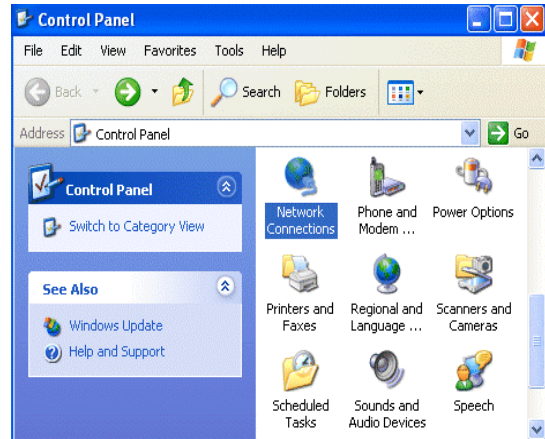 Control Panel
File Edit View Favorites Tools Help
Back Search Folders
Address Control Panel Go
Control Panel
Switch to Category View
See Also
Windows Update
Help and Support
Network Connections
Phone and Modem ...
Power Options
Printers and Faxes
Regional and Language ...
Scanners and Cameras
Scheduled Tasks
Sounds and Audio Devices
Speech